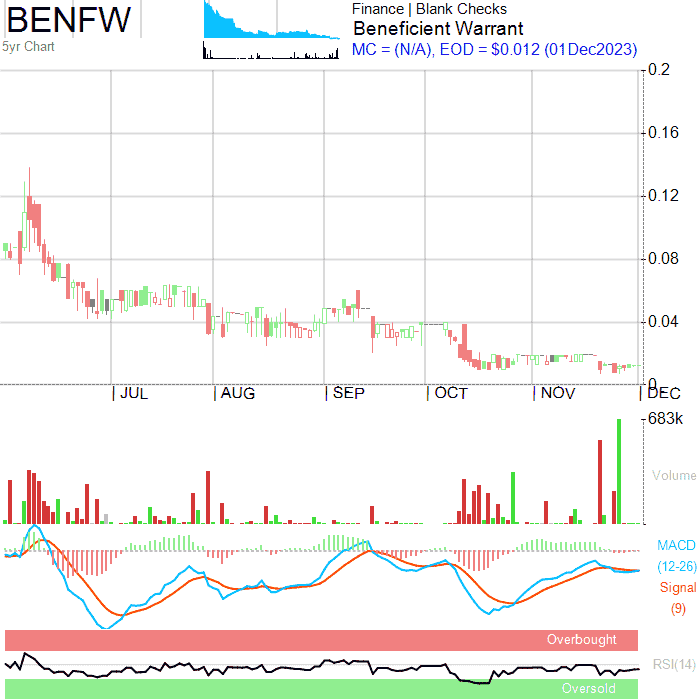 BENFW
5yr Chart
Finance | Blank Checks
Beneficient Warrant
MC = (N/A), EOD = $0.012 (01Dec2023)
0.2
0.16
0.12
0.08
0.04
0
| JUL | AUG | SEP | OCT | NOV | DEC
683k
Volume
MACD
(12-26)
Signal
(9)
Overbought
RSI(14)
Oversold